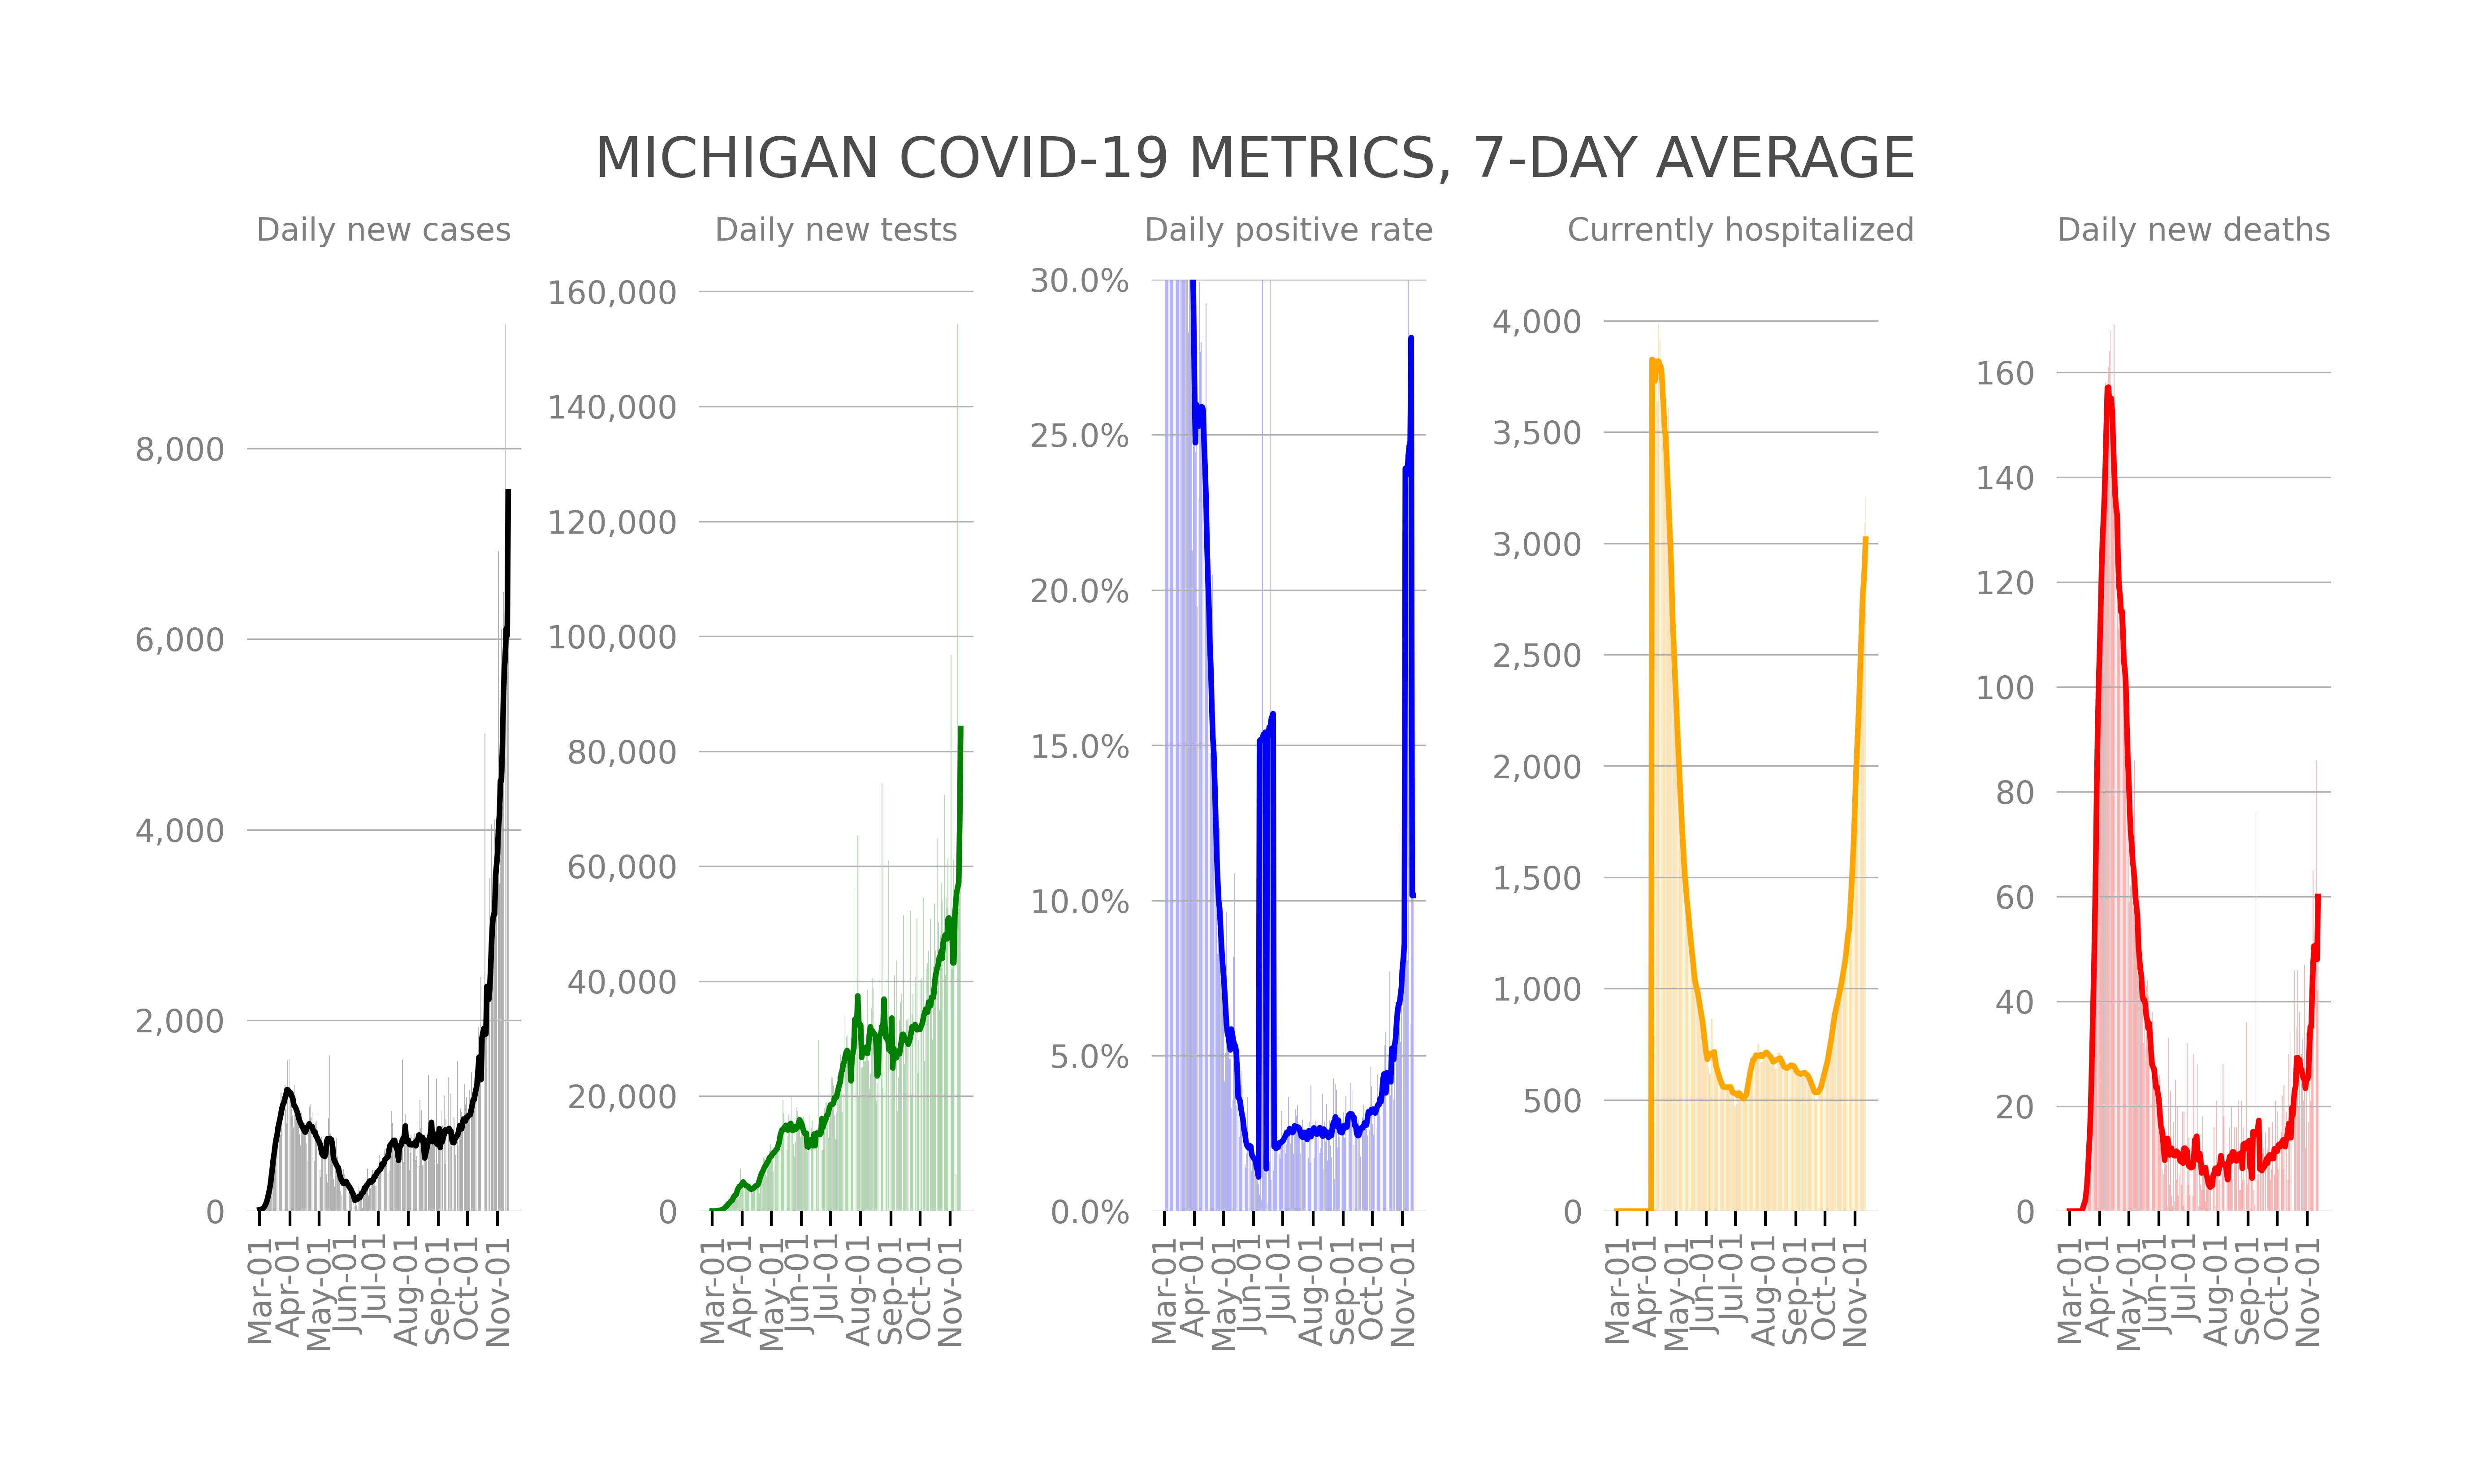 MICHIGAN COVID-19 METRICS, 7-DAY AVERAGE
Daily new cases
8,000
6,000
4,000
2,000
0
Mar-01
Apr-01
May-01
Jun-01
Jul-01
Aug-01
Sep-01
Oct-01
Nov-01
Daily new tests
160,000
140,000
120,000
100,000
80,000
60,000
40,000
20,000
0
Mar-01
Apr-01
May-01
Jun-01
Jul-01
Aug-01
Sep-01
Oct-01
Nov-01
Daily positive rate
30.0%
25.0%
20.0%
15.0%
10.0%
5.0%
0.0%
Mar-01
Apr-01
May-01
Jun-01
Jul-01
Aug-01
Sep-01
Oct-01
Nov-01
Currently hospitalized
4,000
3,500
3,000
2,500
2,000
1,500
1,000
500
0
Mar-01
Apr-01
May-01
Jun-01
Jul-01
Aug-01
Sep-01
Oct-01
Nov-01
Daily new deaths
160
140
120
100
80
60
40
20
0
Mar-01
Apr-01
May-01
Jun-01
Jul-01
Aug-01
Sep-01
Oct-01
Nov-01